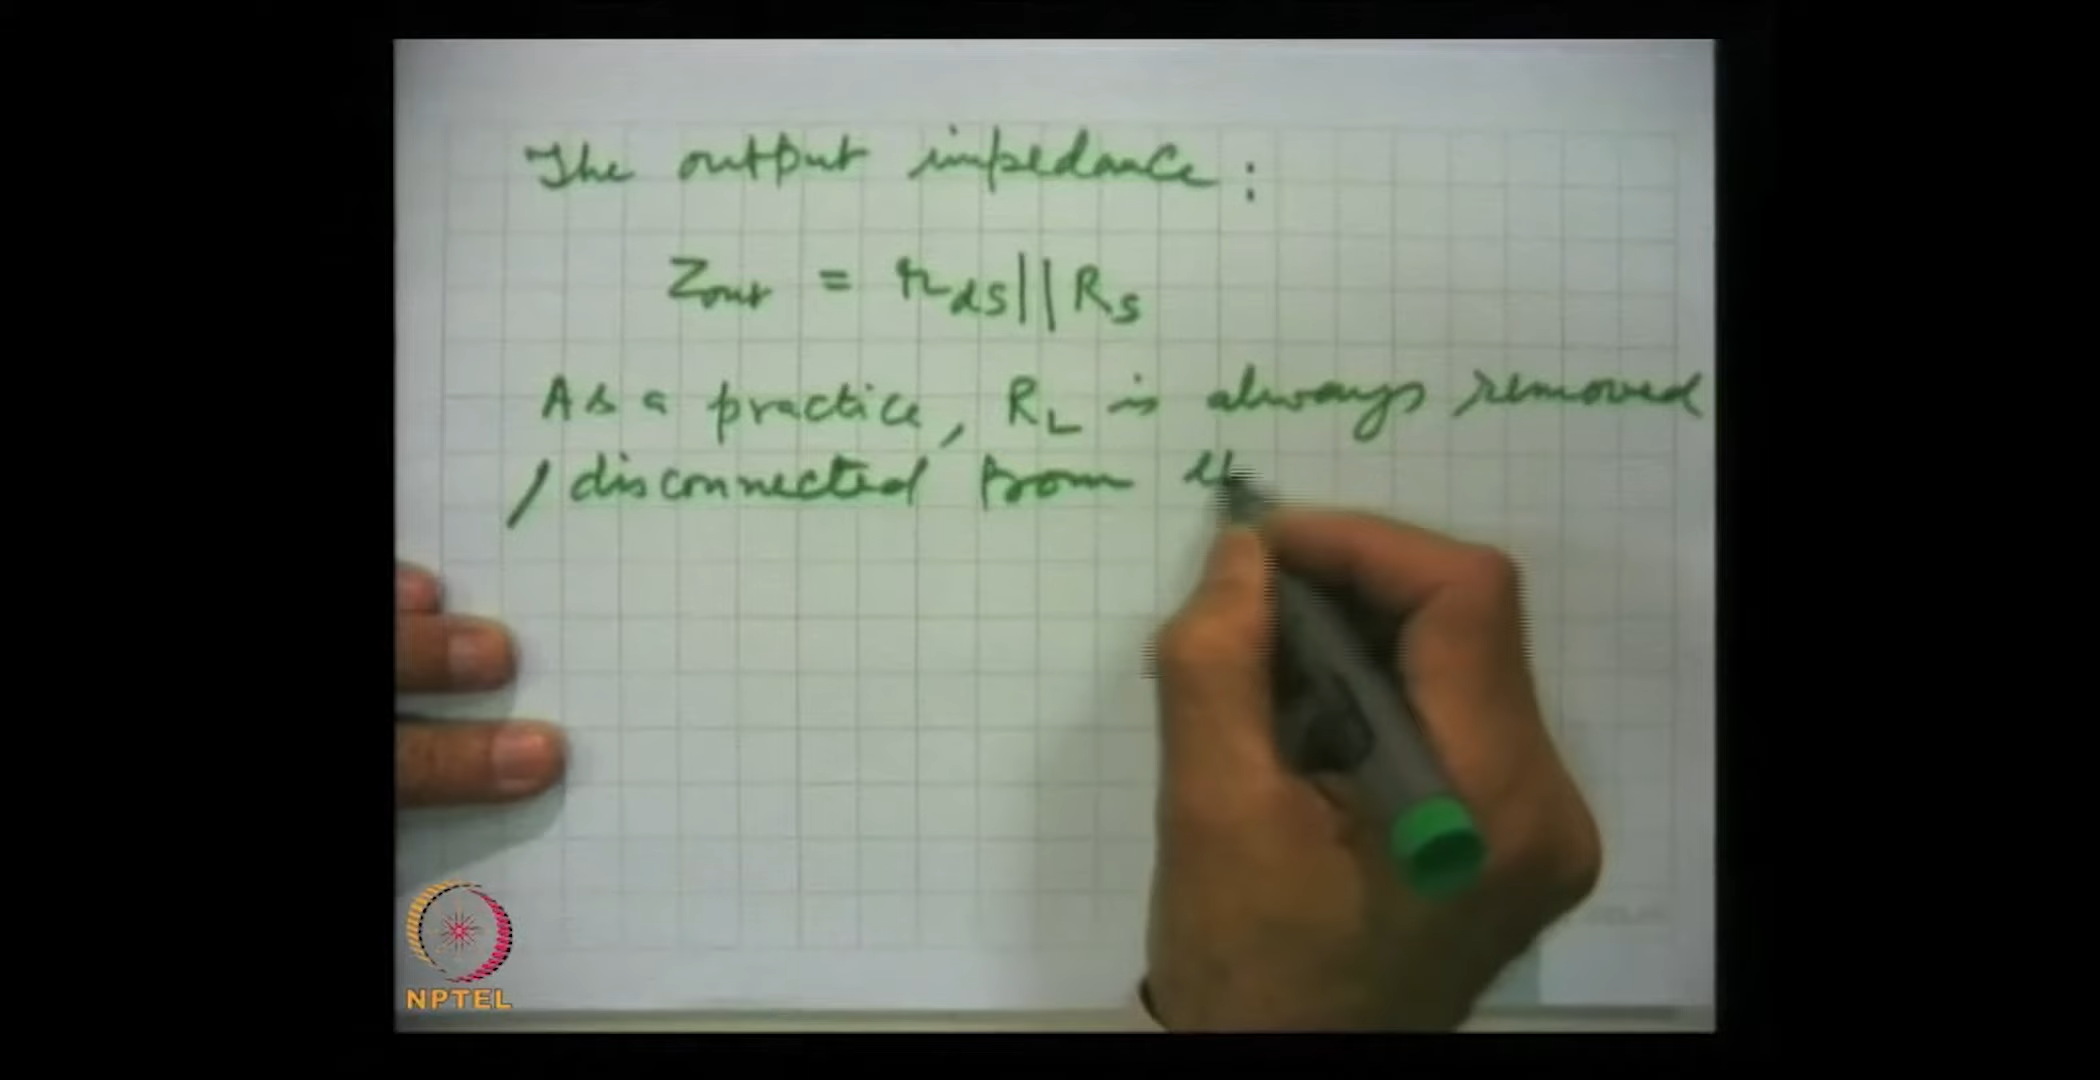 The output impedance :
Zout = rds || RS
As a practice, RL is always removed
/ disconnected from
NPTEL